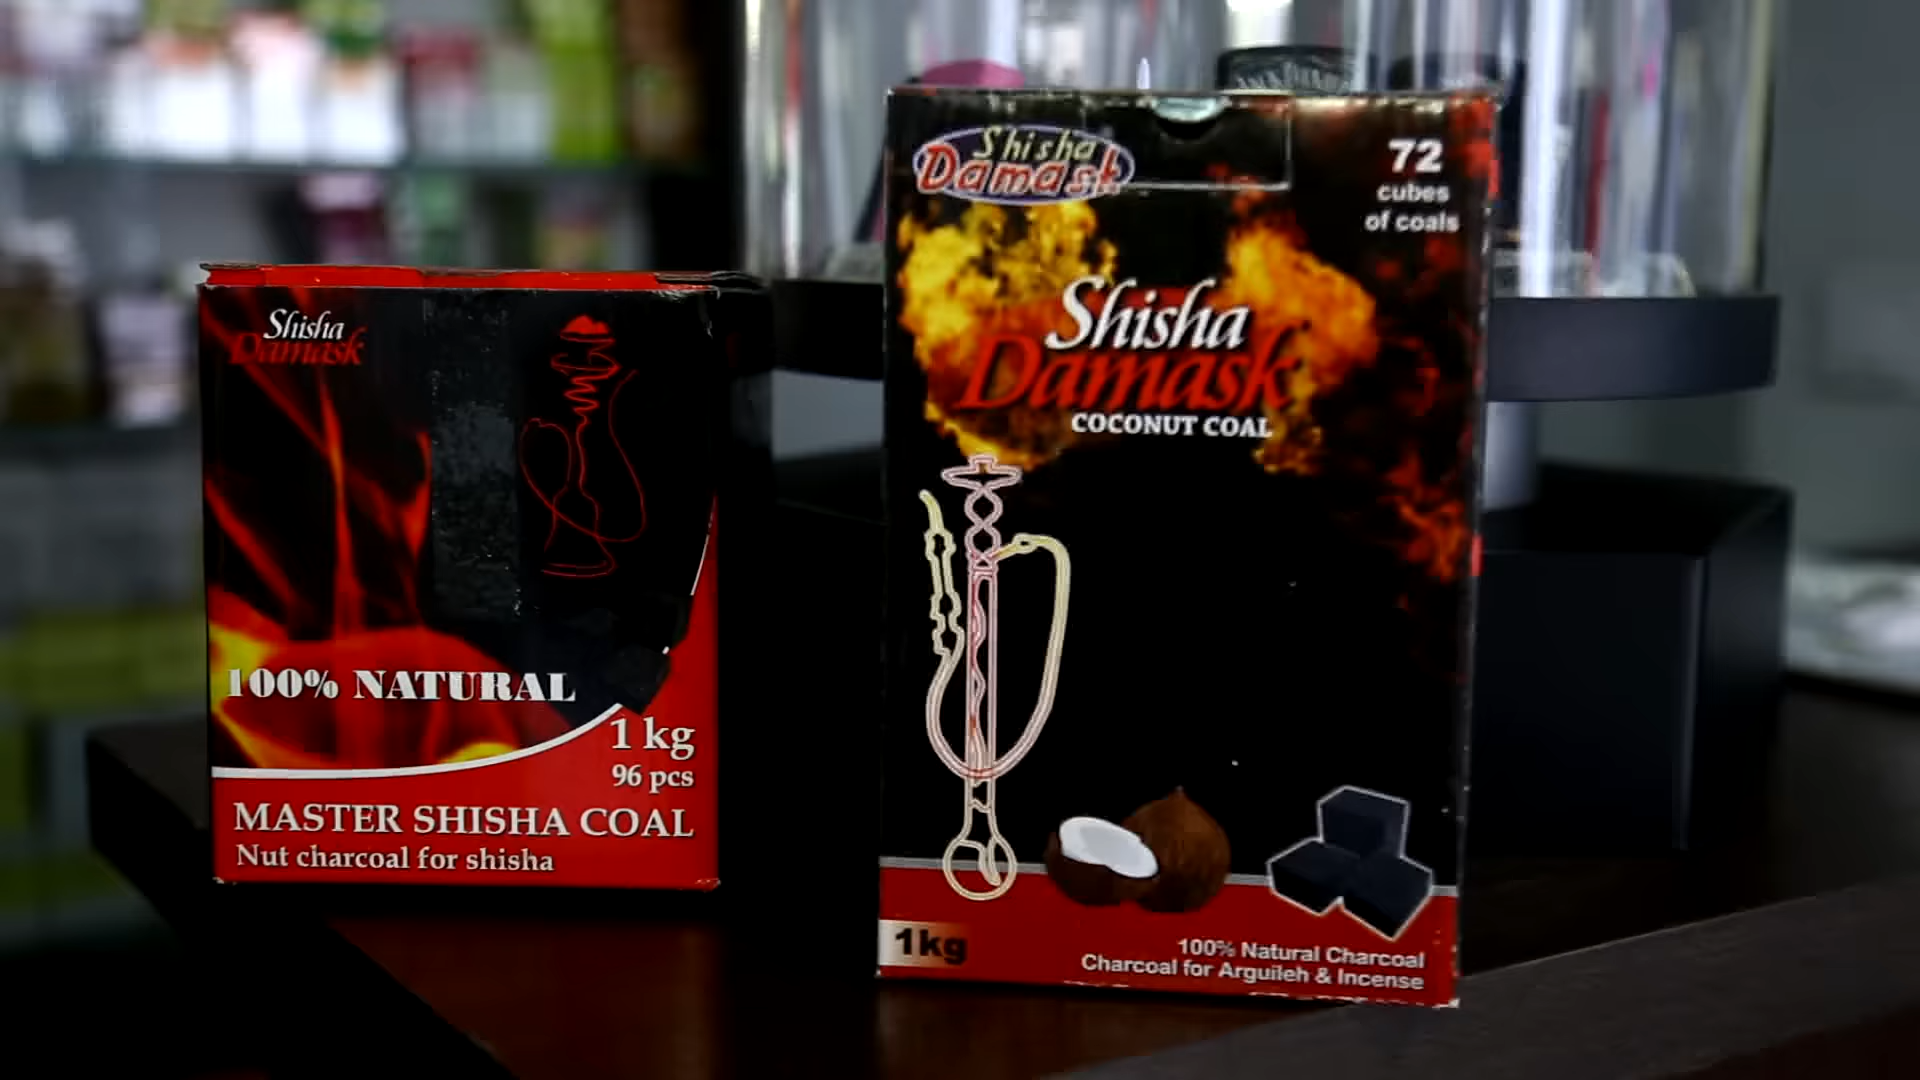 Shisha
Damask
100% NATURAL
1 kg
96 pcs
MASTER SHISHA COAL
Nut charcoal for shisha
Shisha
Damask
72
cubes
of coals
Shisha
Damask
COCONUT COAL
1kg
100% Natural Charcoal
Charcoal for Arguileh & Incense